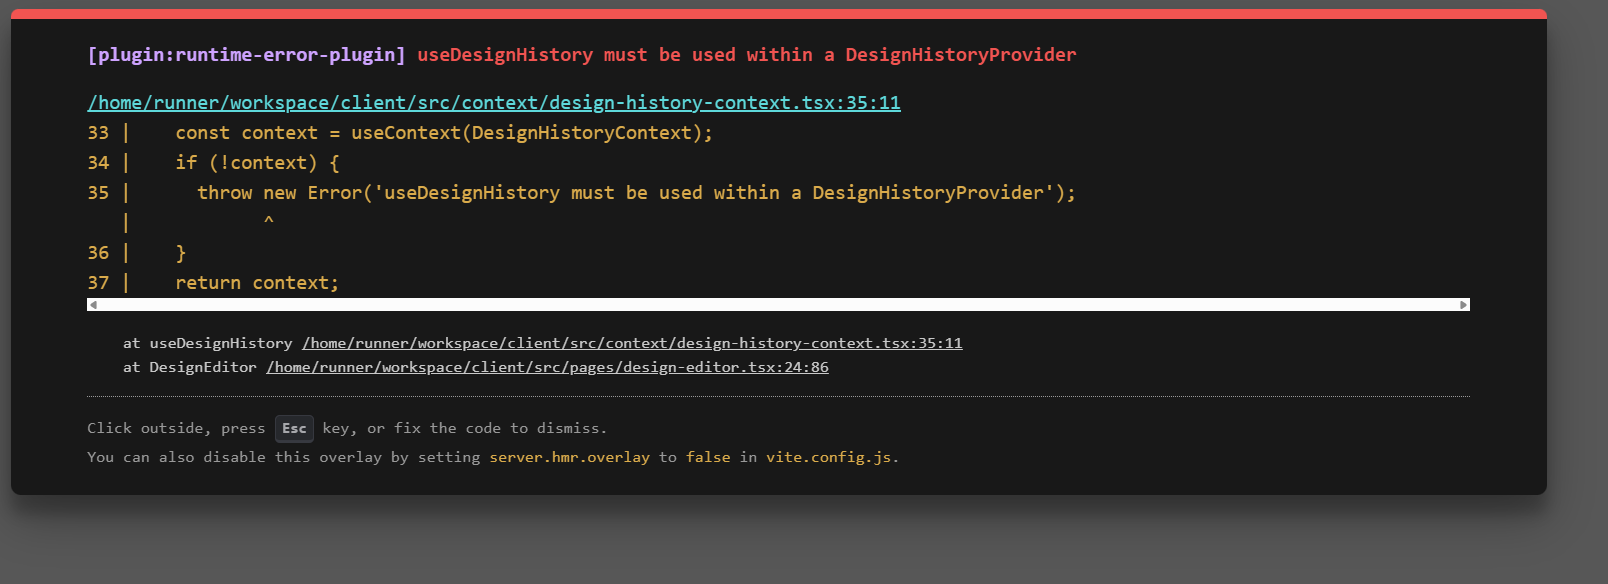 [plugin:runtime-error-plugin] useDesignHistory must be used within a DesignHistoryProvider
/home/runner/workspace/client/src/context/design-history-context.tsx:35:11
33 |    const context = useContext(DesignHistoryContext);
34 |    if (!context) {
35 |      throw new Error('useDesignHistory must be used within a DesignHistoryProvider');
   |            ^
36 |    }
37 |    return context;
at useDesignHistory /home/runner/workspace/client/src/context/design-history-context.tsx:35:11
at DesignEditor /home/runner/workspace/client/src/pages/design-editor.tsx:24:86
Click outside, press Esc key, or fix the code to dismiss.
You can also disable this overlay by setting server.hmr.overlay to false in vite.config.js.